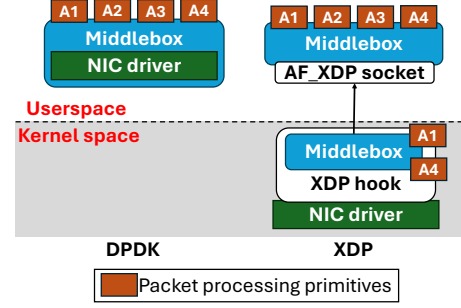 A1 A2 A3 A4
Middlebox
NIC driver
A1 A2 A3 A4
Middlebox
AF_XDP socket
Userspace
Kernel space
A1
Middlebox
A4
XDP hook
NIC driver
DPDK
XDP
Packet processing primitives